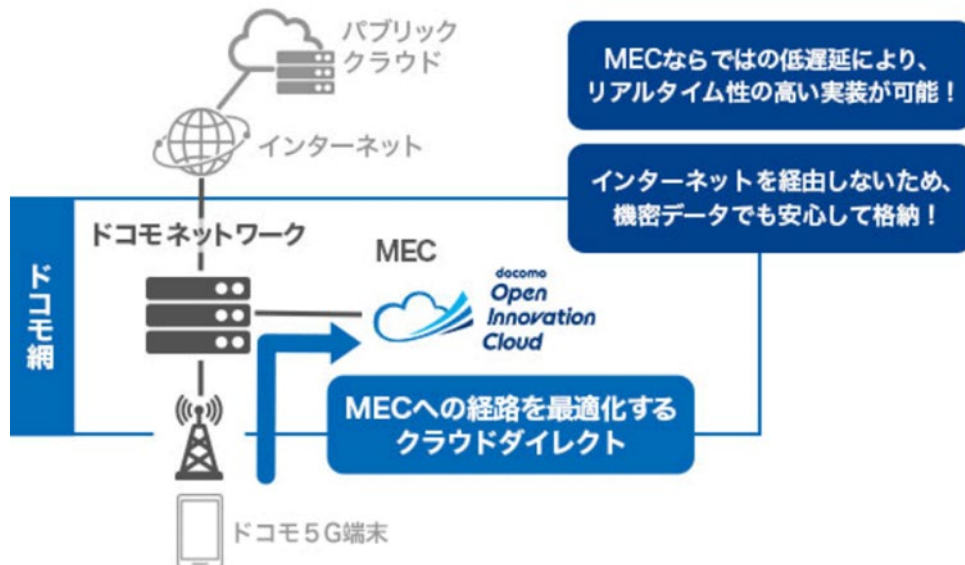 パブリック
クラウド
MECならではの低遅延により、
リアルタイム性の高い実装が可能！
インターネット
インターネットを経由しないため、
機密データでも安心して格納！
ドコモ網
ドコモネットワーク
MEC
docomo
Open
Innovation
Cloud
MECへの経路を最適化する
クラウドダイレクト
ドコモ5G端末